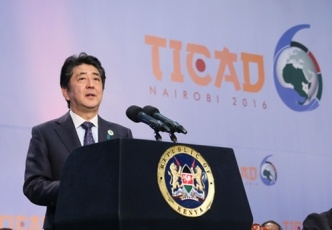 TICAD
NAIROBI 2016
REPUBLIC OF
KENYA